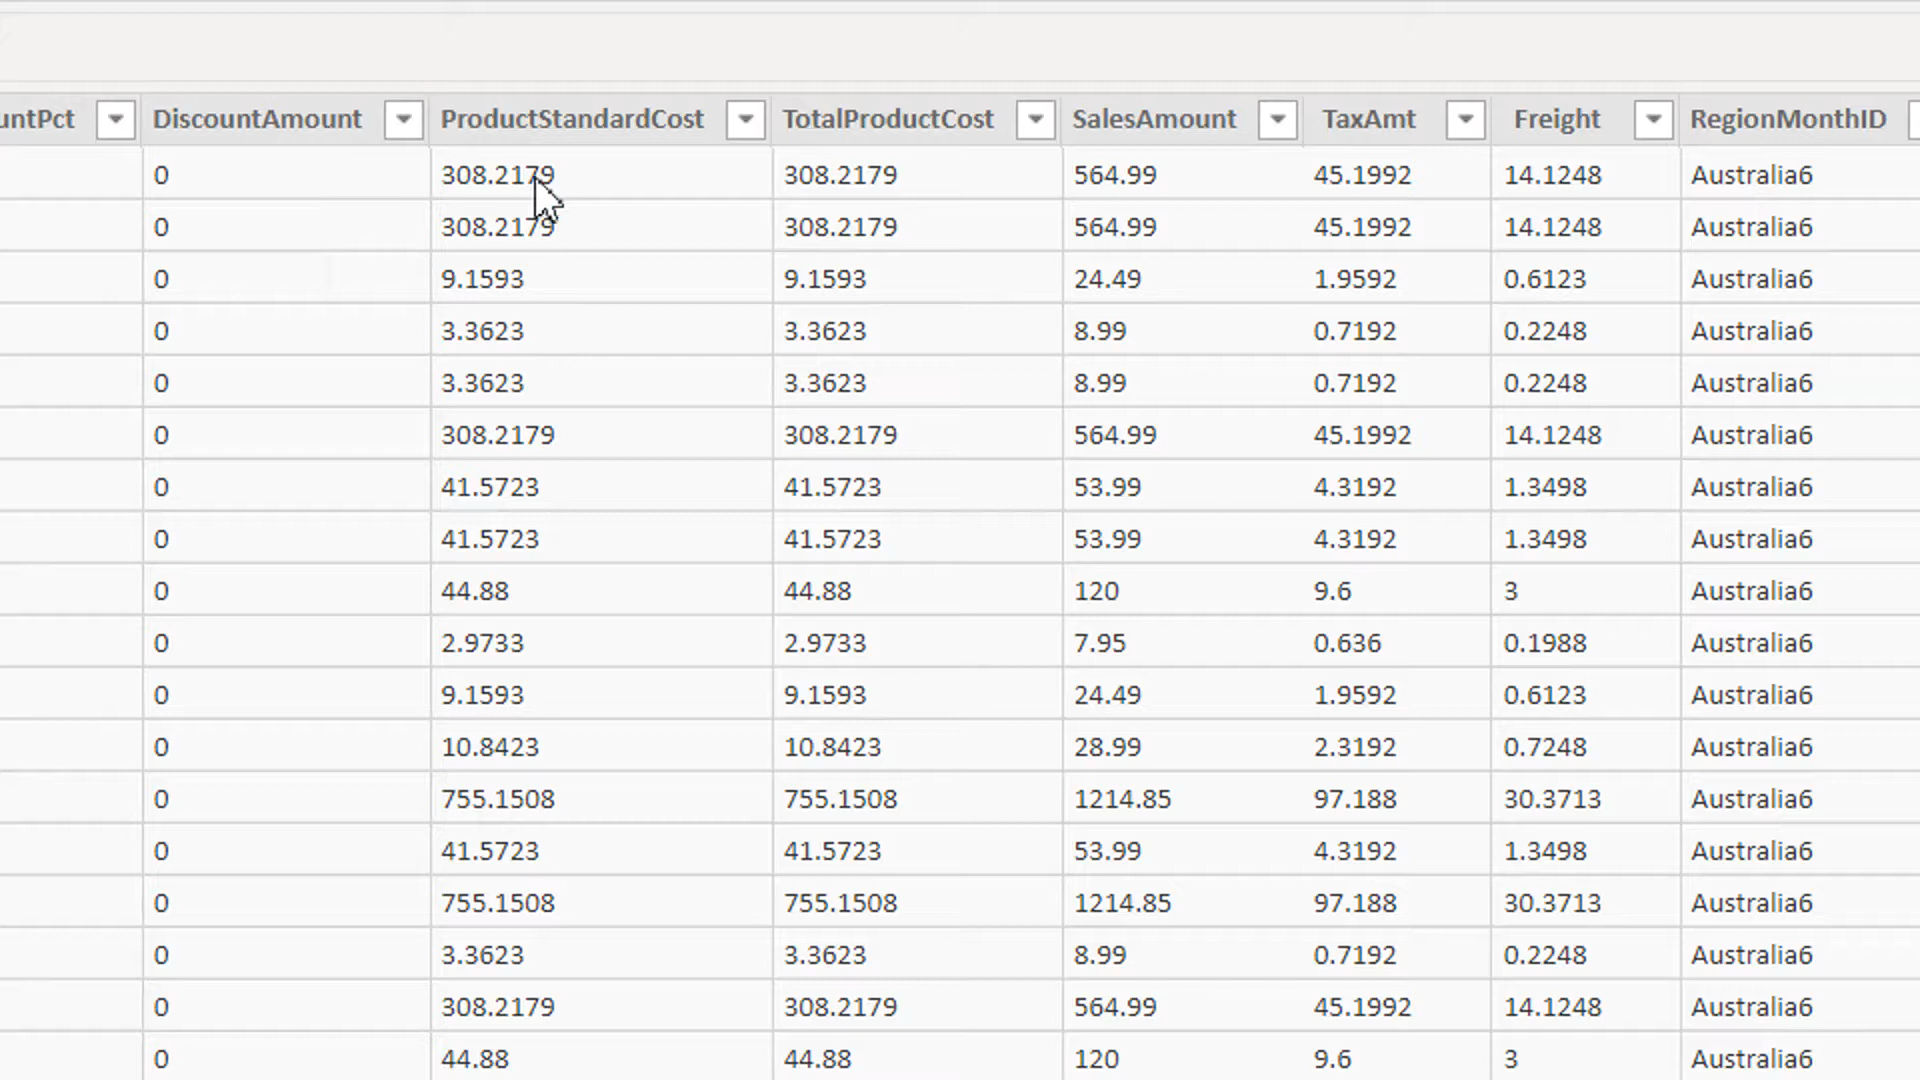 untPct DiscountAmount ProductStandardCost TotalProductCost SalesAmount TaxAmt Freight RegionMonthID
0 308.2179 308.2179 564.99 45.1992 14.1248 Australia6
0 308.2179 308.2179 564.99 45.1992 14.1248 Australia6
0 9.1593 9.1593 24.49 1.9592 0.6123 Australia6
0 3.3623 3.3623 8.99 0.7192 0.2248 Australia6
0 3.3623 3.3623 8.99 0.7192 0.2248 Australia6
0 308.2179 308.2179 564.99 45.1992 14.1248 Australia6
0 41.5723 41.5723 53.99 4.3192 1.3498 Australia6
0 41.5723 41.5723 53.99 4.3192 1.3498 Australia6
0 44.88 44.88 120 9.6 3 Australia6
0 2.9733 2.9733 7.95 0.636 0.1988 Australia6
0 9.1593 9.1593 24.49 1.9592 0.6123 Australia6
0 10.8423 10.8423 28.99 2.3192 0.7248 Australia6
0 755.1508 755.1508 1214.85 97.188 30.3713 Australia6
0 41.5723 41.5723 53.99 4.3192 1.3498 Australia6
0 755.1508 755.1508 1214.85 97.188 30.3713 Australia6
0 3.3623 3.3623 8.99 0.7192 0.2248 Australia6
0 308.2179 308.2179 564.99 45.1992 14.1248 Australia6
0 44.88 44.88 120 9.6 3 Australia6